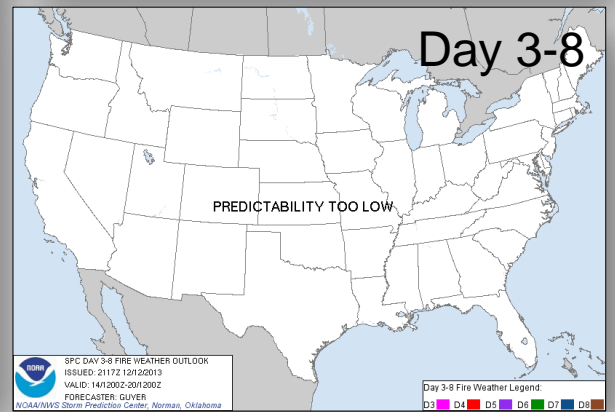 Day 3-8
PREDICTABILITY TOO LOW
NOAA
SPC DAY 3-8 FIRE WEATHER OUTLOOK
ISSUED: 2117Z 12/12/2013
VALID: 14/1200Z-20/1200Z
FORECASTER: GUYER
NOAA/NWS Storm Prediction Center, Norman, Oklahoma
Day 3-8 Fire Weather Legend:
D3 D4 D5 D6 D7 D8